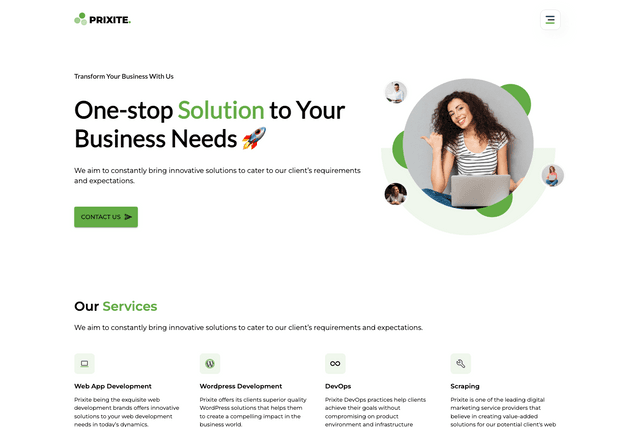 PRIXITE.
Transform Your Business With Us
One-stop Solution to Your
Business Needs 🚀
We aim to constantly bring innovative solutions to cater to our client's requirements
and expectations.
CONTACT US
Our Services
We aim to constantly bring innovative solutions to cater to our client's requirements and expectations.
Web App Development
Prixite being the exquisite web
development brands offers innovative
solutions to your web development
needs in today's dynamics.
Wordpress Development
Prixite offers its clients superior quality
WordPress solutions that helps them
to create a compelling impact in the
business world.
DevOps
Prixite DevOps practices help clients
achieve their goals without
compromising on product
environment and infrastructure
Scraping
Prixite is one of the leading digital
marketing service providers that
believe in creating value-added
solutions for our potential client's web